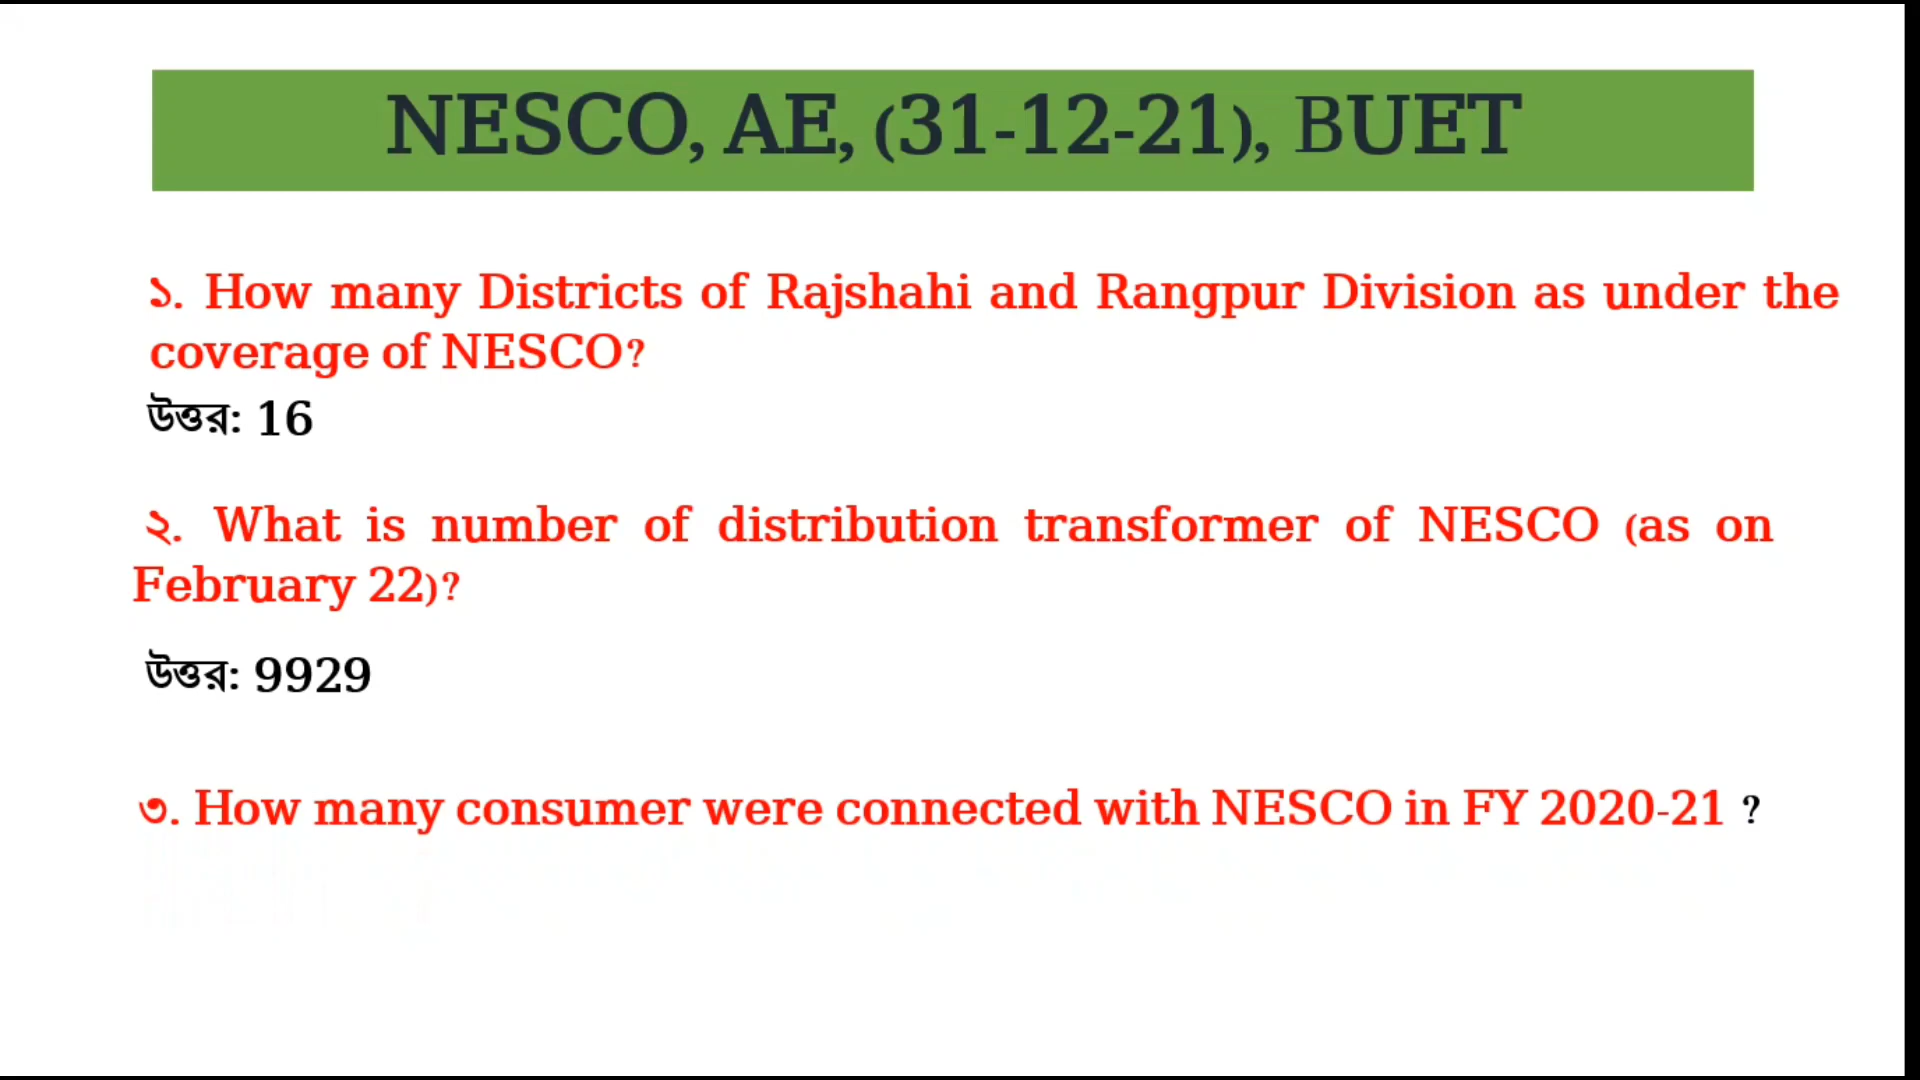 NESCO, AE, (31-12-21), BUET
১. How many Districts of Rajshahi and Rangpur Division as under the
coverage of NESCO?
উত্তর: 16
২. What is number of distribution transformer of NESCO (as on
February 22)?
উত্তর: 9929
৩. How many consumer were connected with NESCO in FY 2020-21 ?